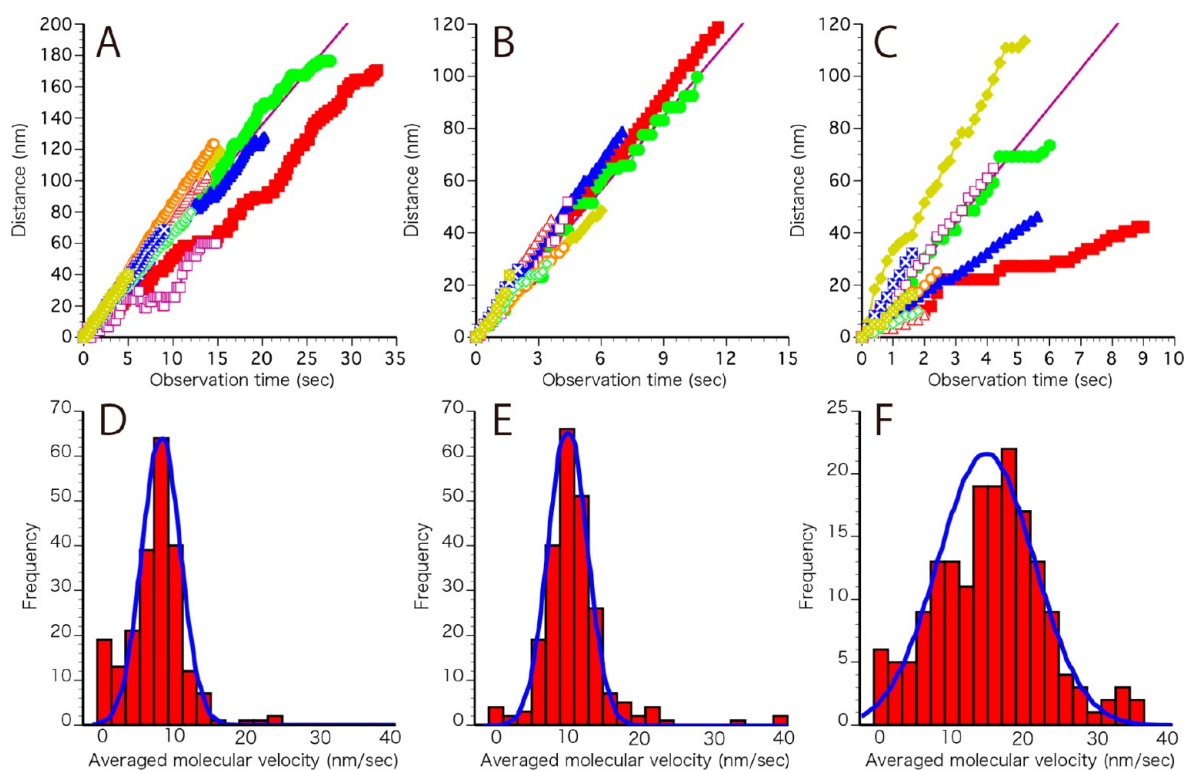 A
B
C
200
180
160
140
120
100
80
60
40
20
0
Distance (nm)
0 5 10 15 20 25 30 35
Observation time (sec)
120
100
80
60
40
20
0
Distance (nm)
0 3 6 9 12 15
Observation time (sec)
120
100
80
60
40
20
0
Distance (nm)
0 1 2 3 4 5 6 7 8 9 10
Observation time (sec)
D
E
F
70
60
50
40
30
20
10
0
Frequency
0 10 20 30 40
Averaged molecular velocity (nm/sec)
70
60
50
40
30
20
10
0
Frequency
0 10 20 30 40
Averaged molecular velocity (nm/sec)
25
20
15
10
5
0
Frequency
0 10 20 30 40
Averaged molecular velocity (nm/sec)